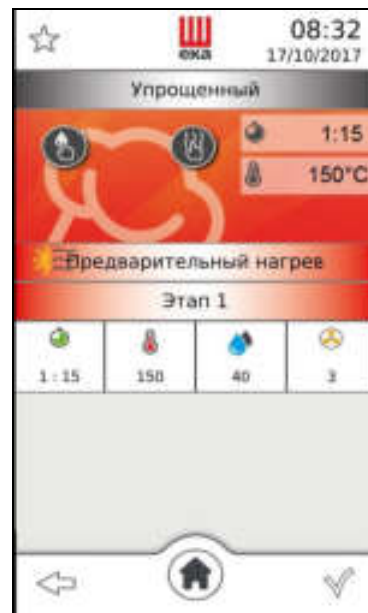 08:32
eka
17/10/2017
Упрощенный
1:15
150°C
Предварительный нагрев
Этап 1
1 : 15 150 40 3